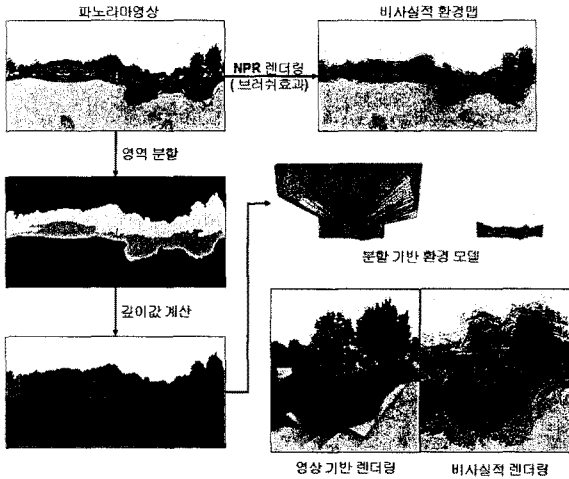 파노라마영상
비사실적 환경맵
NPR 렌더링
( 브러쉬효과)
영역 분할
분할 기반 환경 모델
깊이값 계산
영상 기반 렌더링
비사실적 렌더링